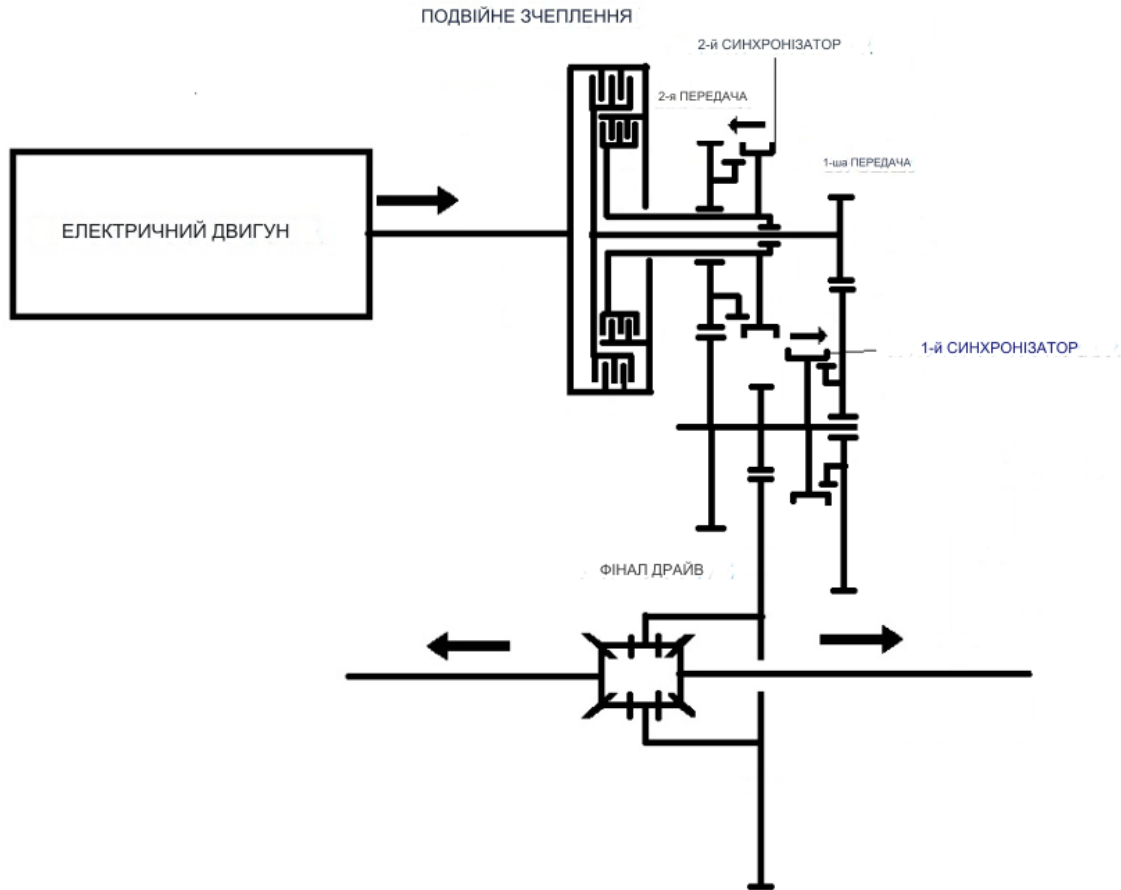 ПОДВІЙНЕ ЗЧЕПЛЕННЯ
2-й СИНХРОНІЗАТОР
2-я ПЕРЕДАЧА
1-ша ПЕРЕДАЧА
ЕЛЕКТРИЧНИЙ ДВИГУН
1-й СИНХРОНІЗАТОР
ФІНАЛ ДРАЙВ